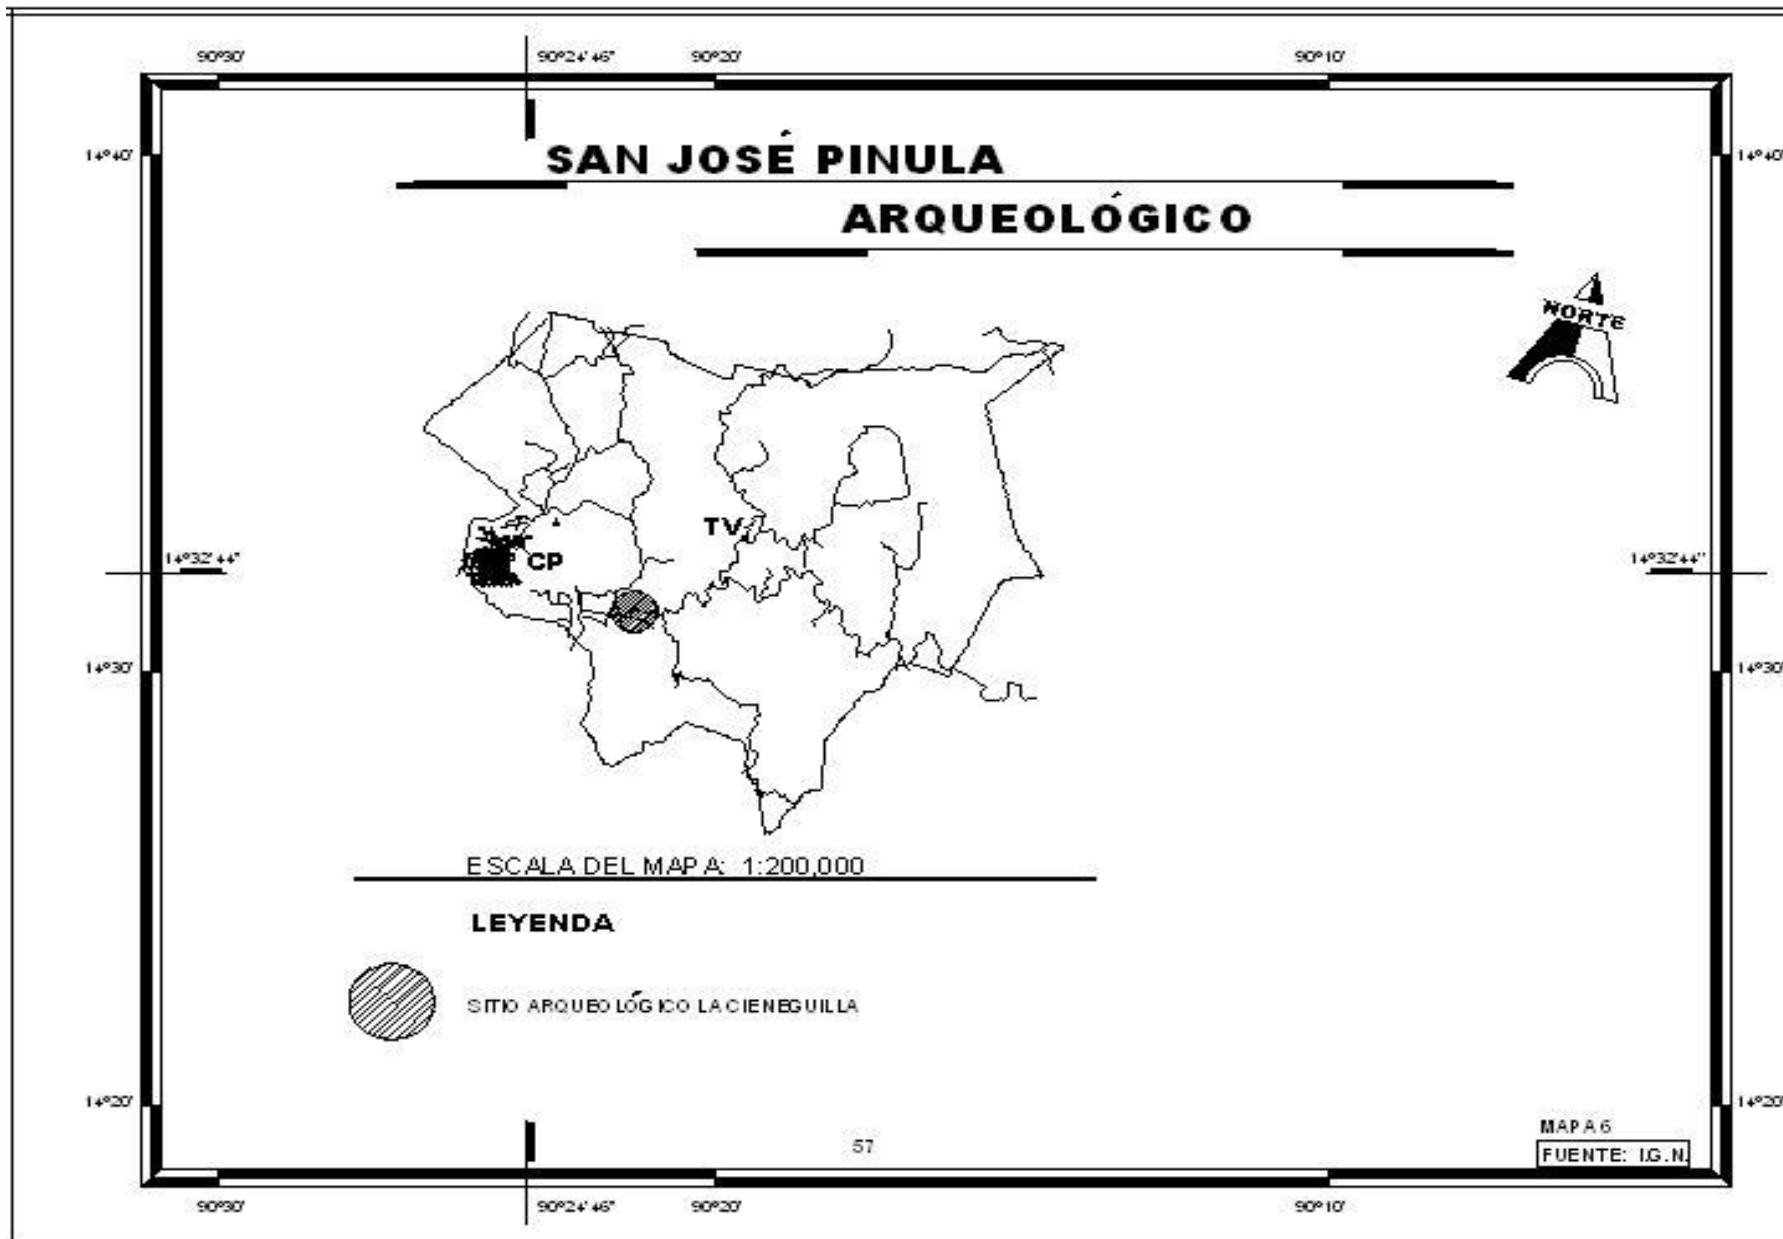 90°30' 90°24'46" 90°20' 90°10'
14°40' 14°40'
SAN JOSÉ PINULA
ARQUEOLÓGICO
NORTE
TV
CP
14°32'44" 14°32'44"
14°30' 14°30'
ESCALA DEL MAPA: 1:200,000
LEYENDA
SITIO ARQUEOLÓGICO LA CIENEGUILLA
14°20' 14°20'
MAPA 6
57
FUENTE: I.G.N.
90°30' 90°24'46" 90°20' 90°10'